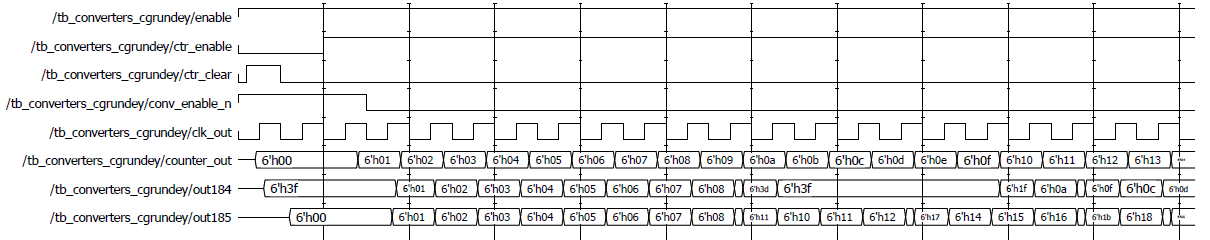 /tb_converters_cgrundey/enable
/tb_converters_cgrundey/ctr_enable
/tb_converters_cgrundey/ctr_clear
/tb_converters_cgrundey/conv_enable_n
/tb_converters_cgrundey/clk_out
/tb_converters_cgrundey/counter_out 6'h00 6'h01 6'h02 6'h03 6'h04 6'h05 6'h06 6'h07 6'h08 6'h09 6'h0a 6'h0b 6'h0c 6'h0d 6'h0e 6'h0f 6'h10 6'h11 6'h12 6'h13
/tb_converters_cgrundey/out184 6'h3f 6'h01 6'h02 6'h03 6'h04 6'h05 6'h06 6'h07 6'h08 6'h3d 6'h3f 6'h1f 6'h0a 6'h0f 6'h0c 6'h0d
/tb_converters_cgrundey/out185 6'h00 6'h01 6'h02 6'h03 6'h04 6'h05 6'h06 6'h07 6'h08 6'h11 6'h10 6'h11 6'h12 6'h17 6'h14 6'h15 6'h16 6'h1b 6'h18